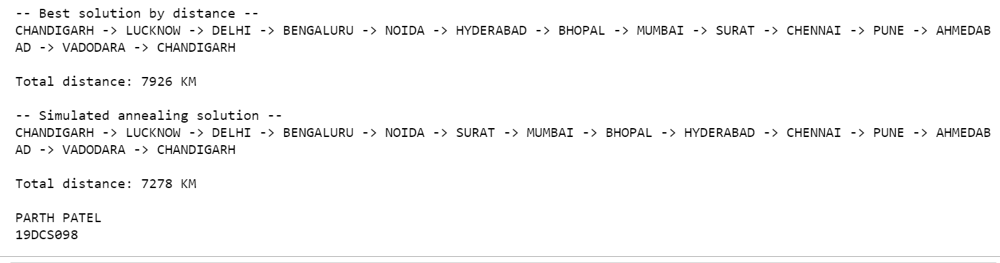 -- Best solution by distance --
CHANDIGARH -> LUCKNOW -> DELHI -> BENGALURU -> NOIDA -> HYDERABAD -> BHOPAL -> MUMBAI -> SURAT -> CHENNAI -> PUNE -> AHMEDAB
AD -> VADODARA -> CHANDIGARH
Total distance: 7926 KM
-- Simulated annealing solution --
CHANDIGARH -> LUCKNOW -> DELHI -> BENGALURU -> NOIDA -> SURAT -> MUMBAI -> BHOPAL -> HYDERABAD -> CHENNAI -> PUNE -> AHMEDAB
AD -> VADODARA -> CHANDIGARH
Total distance: 7278 KM
PARTH PATEL
19DCS098